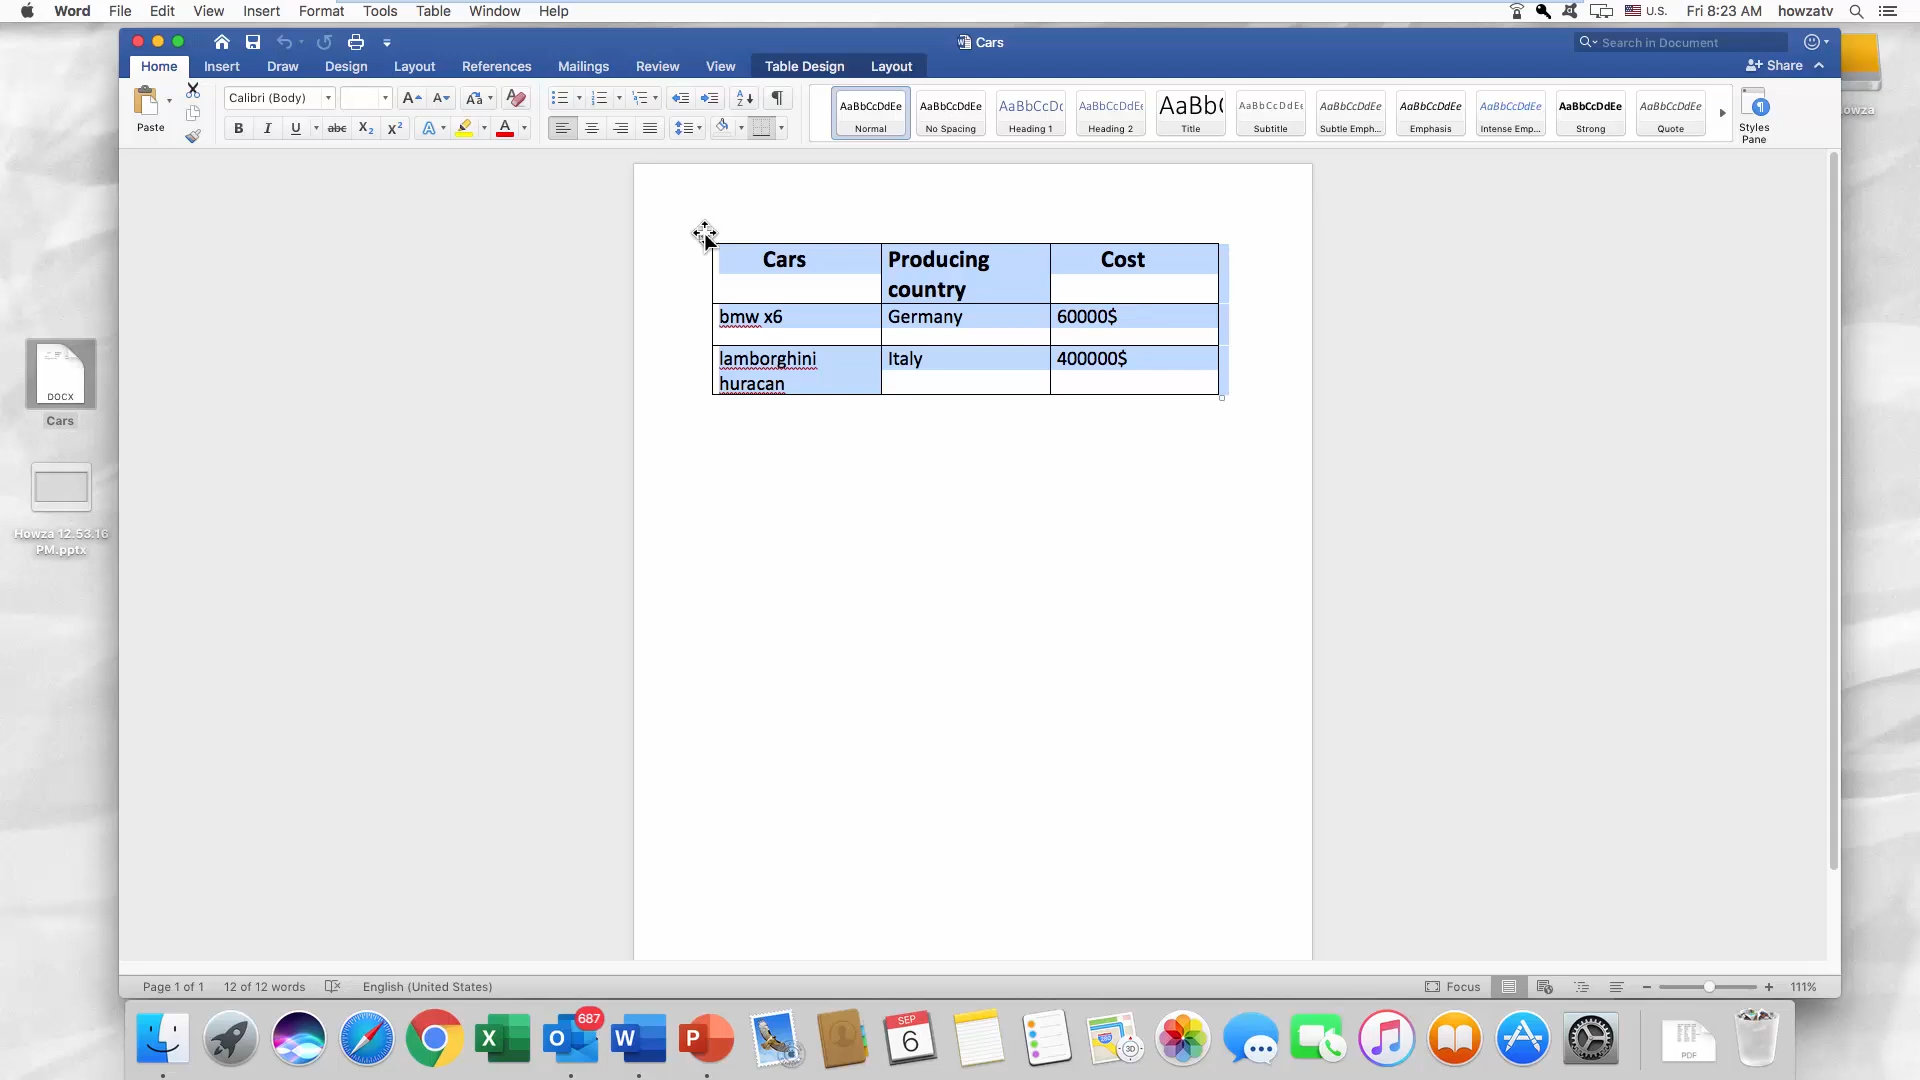 Word File Edit View Insert Format Tools Table Window Help
U.S. Fri 8:23 AM howzatv
Cars
Search in Document
Home Insert Draw Design Layout References Mailings Review View Table Design Layout
Share
Paste
Calibri (Body)
AaBbCcDdEe
Normal
AaBbCcDdEe
No Spacing
AaBbCcDc
Heading 1
AaBbCcDdEe
Heading 2
AaBb(
Title
AaBbCcDdEe
Subtitle
AaBbCcDdEe
Subtle Emph...
AaBbCcDdEe
Emphasis
AaBbCcDdEe
Intense Emp...
AaBbCcDdEe
Strong
AaBbCcDdEe
Quote
Styles
Pane
owza
Cars Producing country Cost
bmw x6 Germany 60000$
lamborghini huracan Italy 400000$
DOCX
Cars
Howza 12.53.16
PM.pptx
Page 1 of 1 12 of 12 words English (United States)
Focus 111%
687
SEP
6
3D
PDF